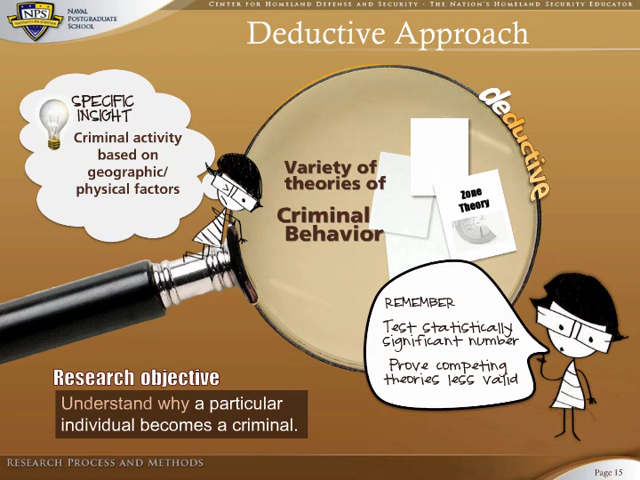 CENTER FOR HOMELAND DEFENSE AND SECURITY · THE NATION'S HOMELAND SECURITY EDUCATOR
NPS
NAVAL
POSTGRADUATE
SCHOOL
Deductive Approach
SPECIFIC
INSIGHT
Criminal activity
based on
geographic/
physical factors
deductive
Variety of
theories of
Criminal
Behavior
Zone
Theory
REMEMBER
Test statistically
significant number
Prove competing
theories less valid
Research objective
Understand why a particular
individual becomes a criminal.
RESEARCH PROCESS AND METHODS
Page 15